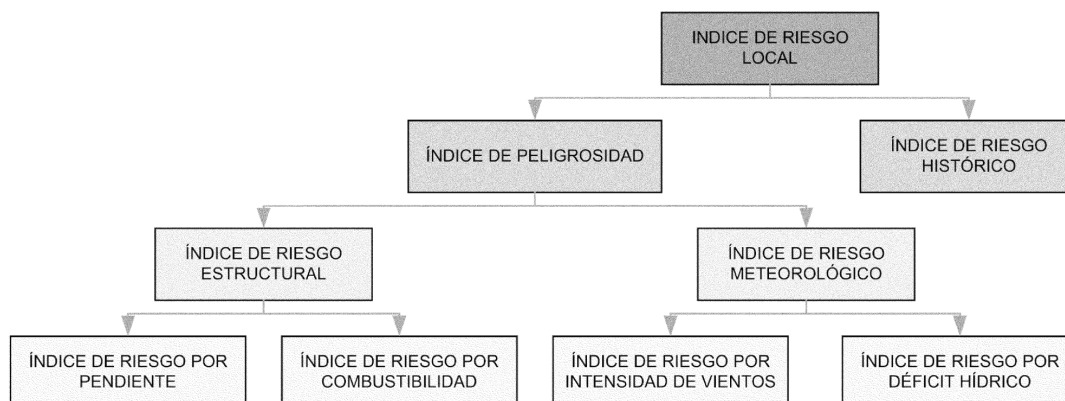 INDICE DE RIESGO
LOCAL
ÍNDICE DE PELIGROSIDAD
ÍNDICE DE RIESGO
HISTÓRICO
ÍNDICE DE RIESGO
ESTRUCTURAL
ÍNDICE DE RIESGO
METEOROLÓGICO
ÍNDICE DE RIESGO POR
PENDIENTE
ÍNDICE DE RIESGO POR
COMBUSTIBILIDAD
ÍNDICE DE RIESGO POR
INTENSIDAD DE VIENTOS
ÍNDICE DE RIESGO POR
DÉFICIT HÍDRICO